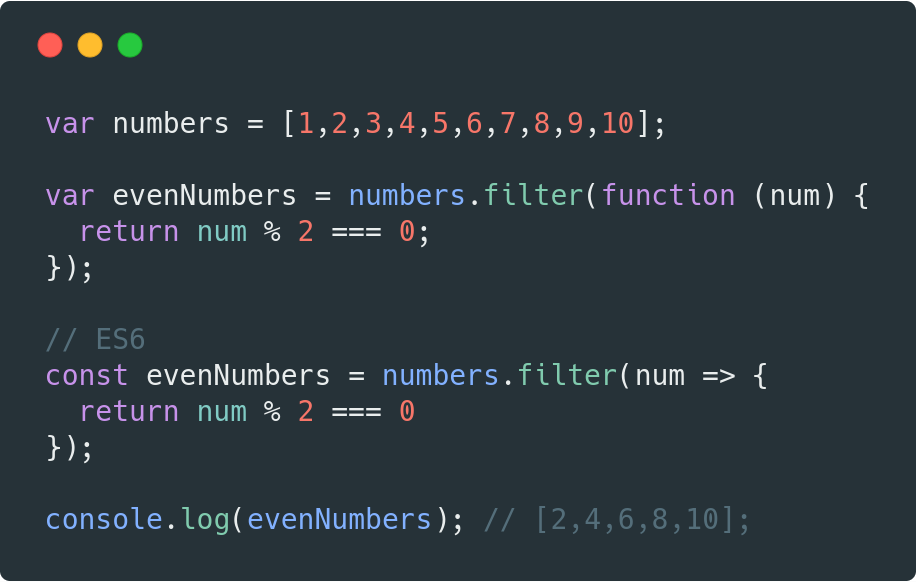 var numbers = [1,2,3,4,5,6,7,8,9,10];
var evenNumbers = numbers.filter(function (num) {
  return num % 2 === 0;
});
// ES6
const evenNumbers = numbers.filter(num => {
  return num % 2 === 0
});
console.log(evenNumbers); // [2,4,6,8,10];